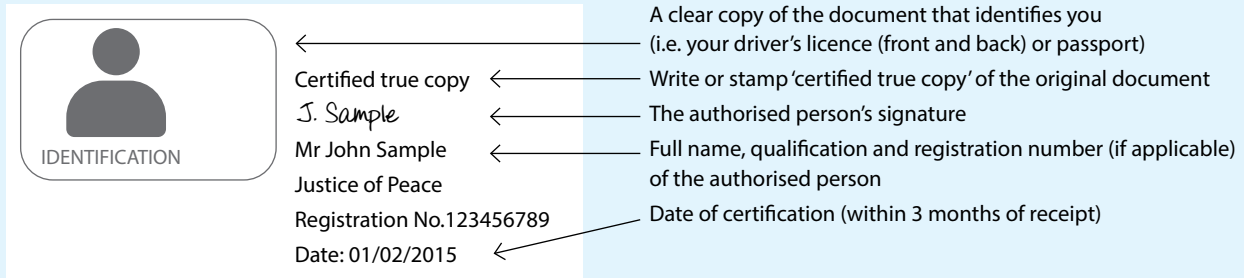 IDENTIFICATION
Certified true copy
J. Sample
Mr John Sample
Justice of Peace
Registration No.123456789
Date: 01/02/2015
A clear copy of the document that identifies you
(i.e. your driver’s licence (front and back) or passport)
Write or stamp ‘certified true copy’ of the original document
The authorised person’s signature
Full name, qualification and registration number (if applicable)
of the authorised person
Date of certification (within 3 months of receipt)